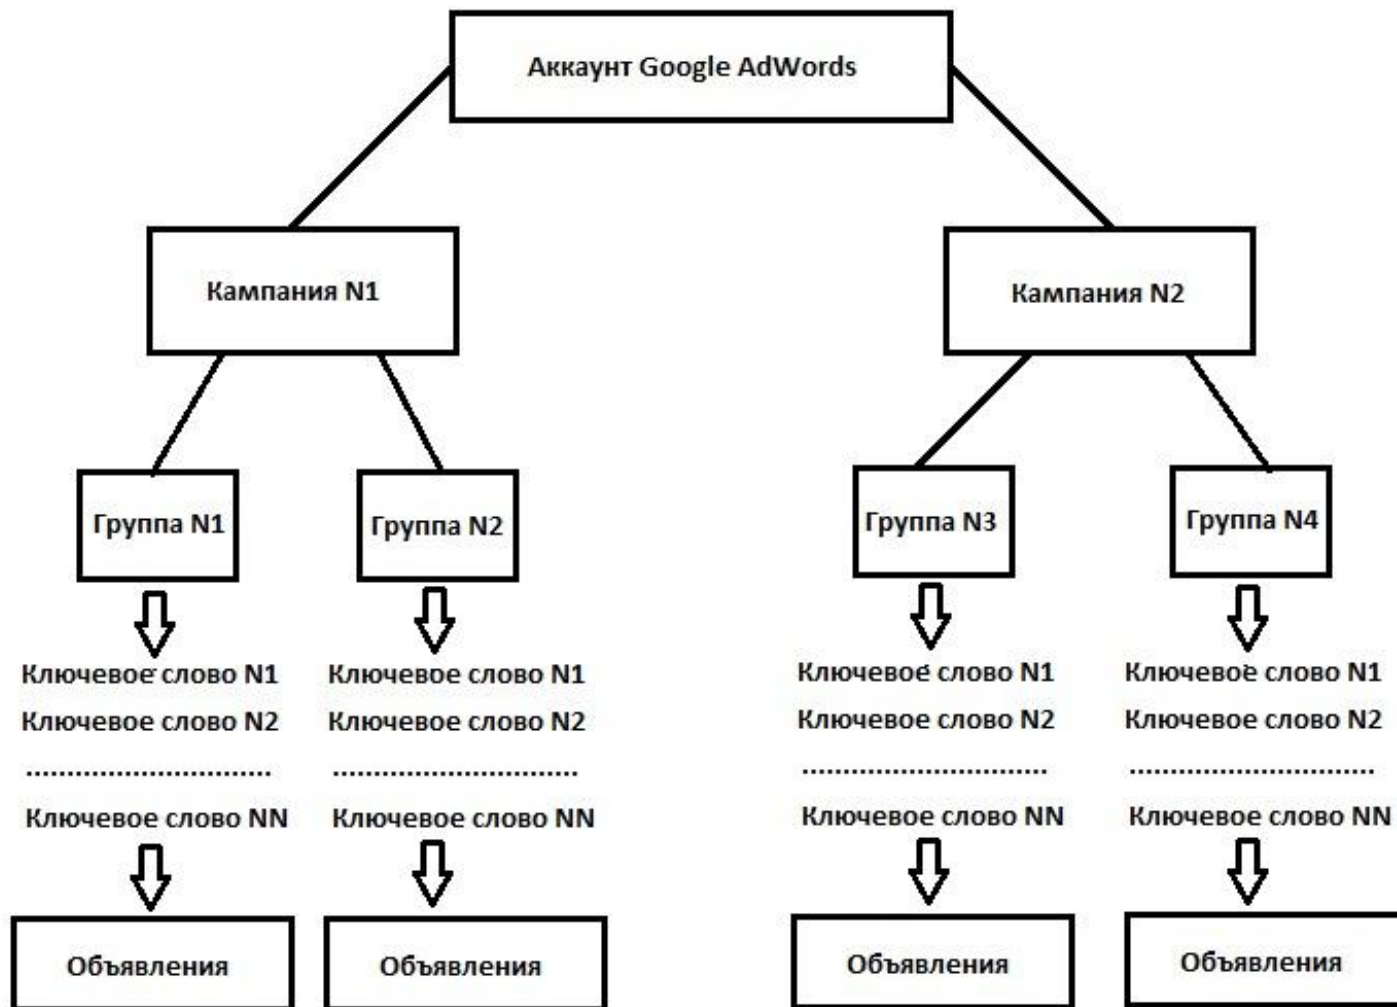 Аккаунт Google AdWords
Кампания N1
Кампания N2
Группа N1
Группа N2
Группа N3
Группа N4
Ключевое слово N1
Ключевое слово N2
..............................
Ключевое слово NN
Объявления
Ключевое слово N1
Ключевое слово N2
..............................
Ключевое слово NN
Объявления
Ключевое слово N1
Ключевое слово N2
..............................
Ключевое слово NN
Объявления
Ключевое слово N1
Ключевое слово N2
..............................
Ключевое слово NN
Объявления